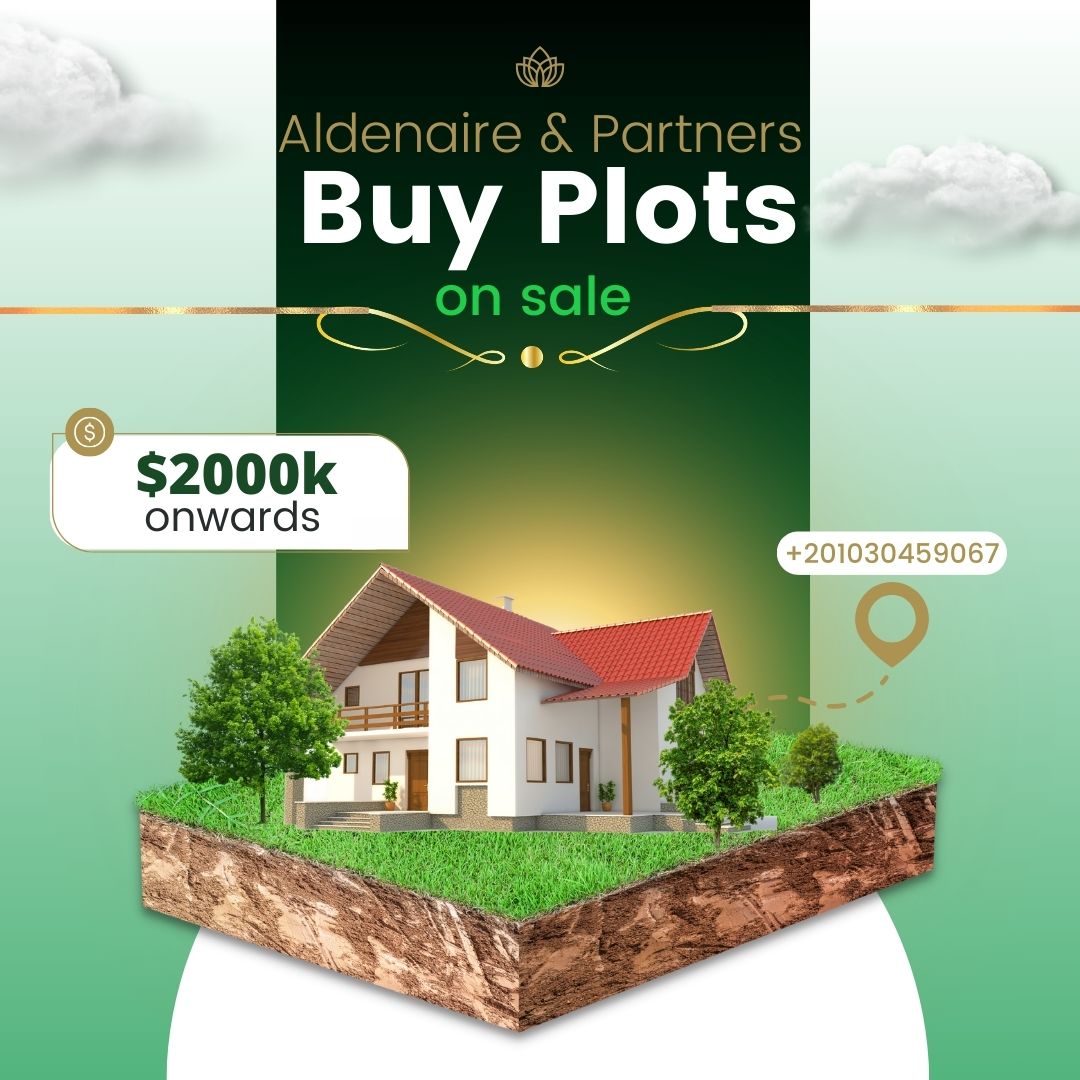 Aldenaire & Partners
Buy Plots
on sale
$
$2000k
onwards
+201030459067